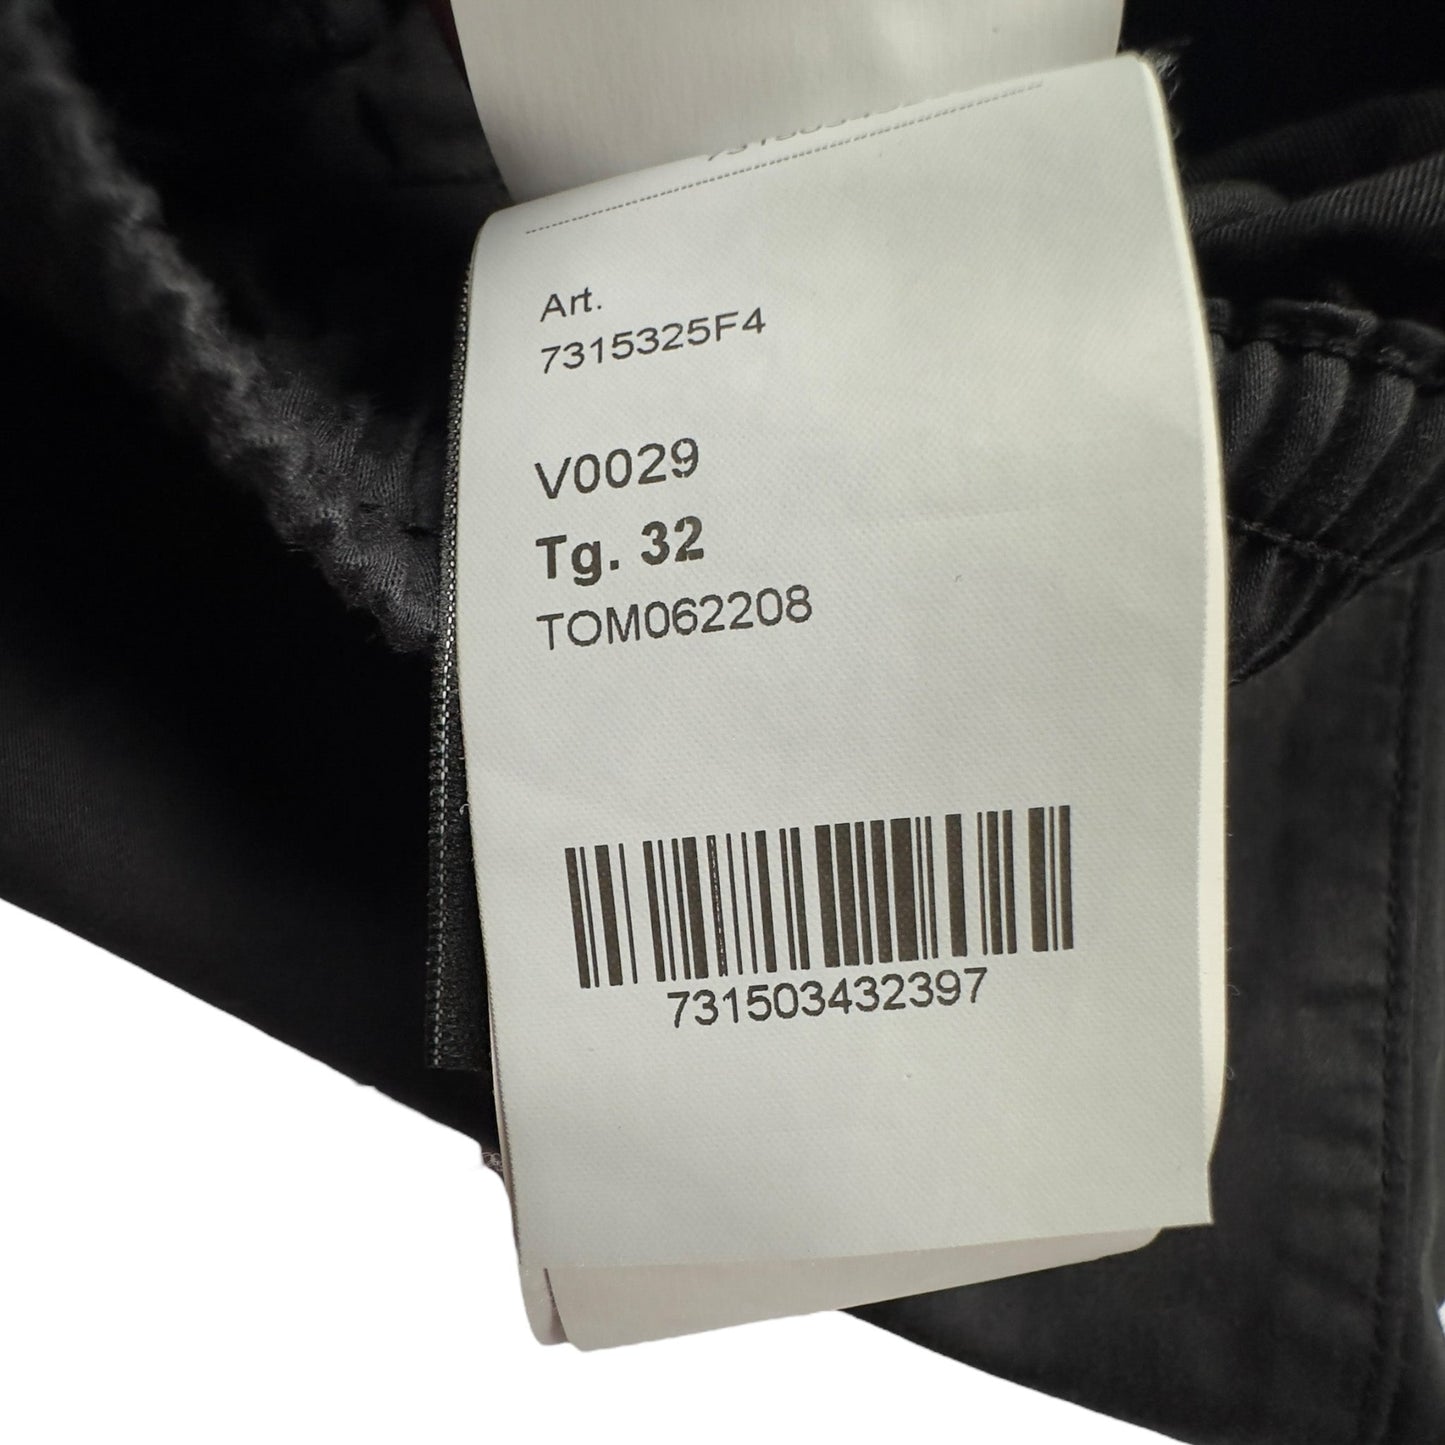 Art.
7315325F4
V0029
Tg. 32
TOM062208
731503432397